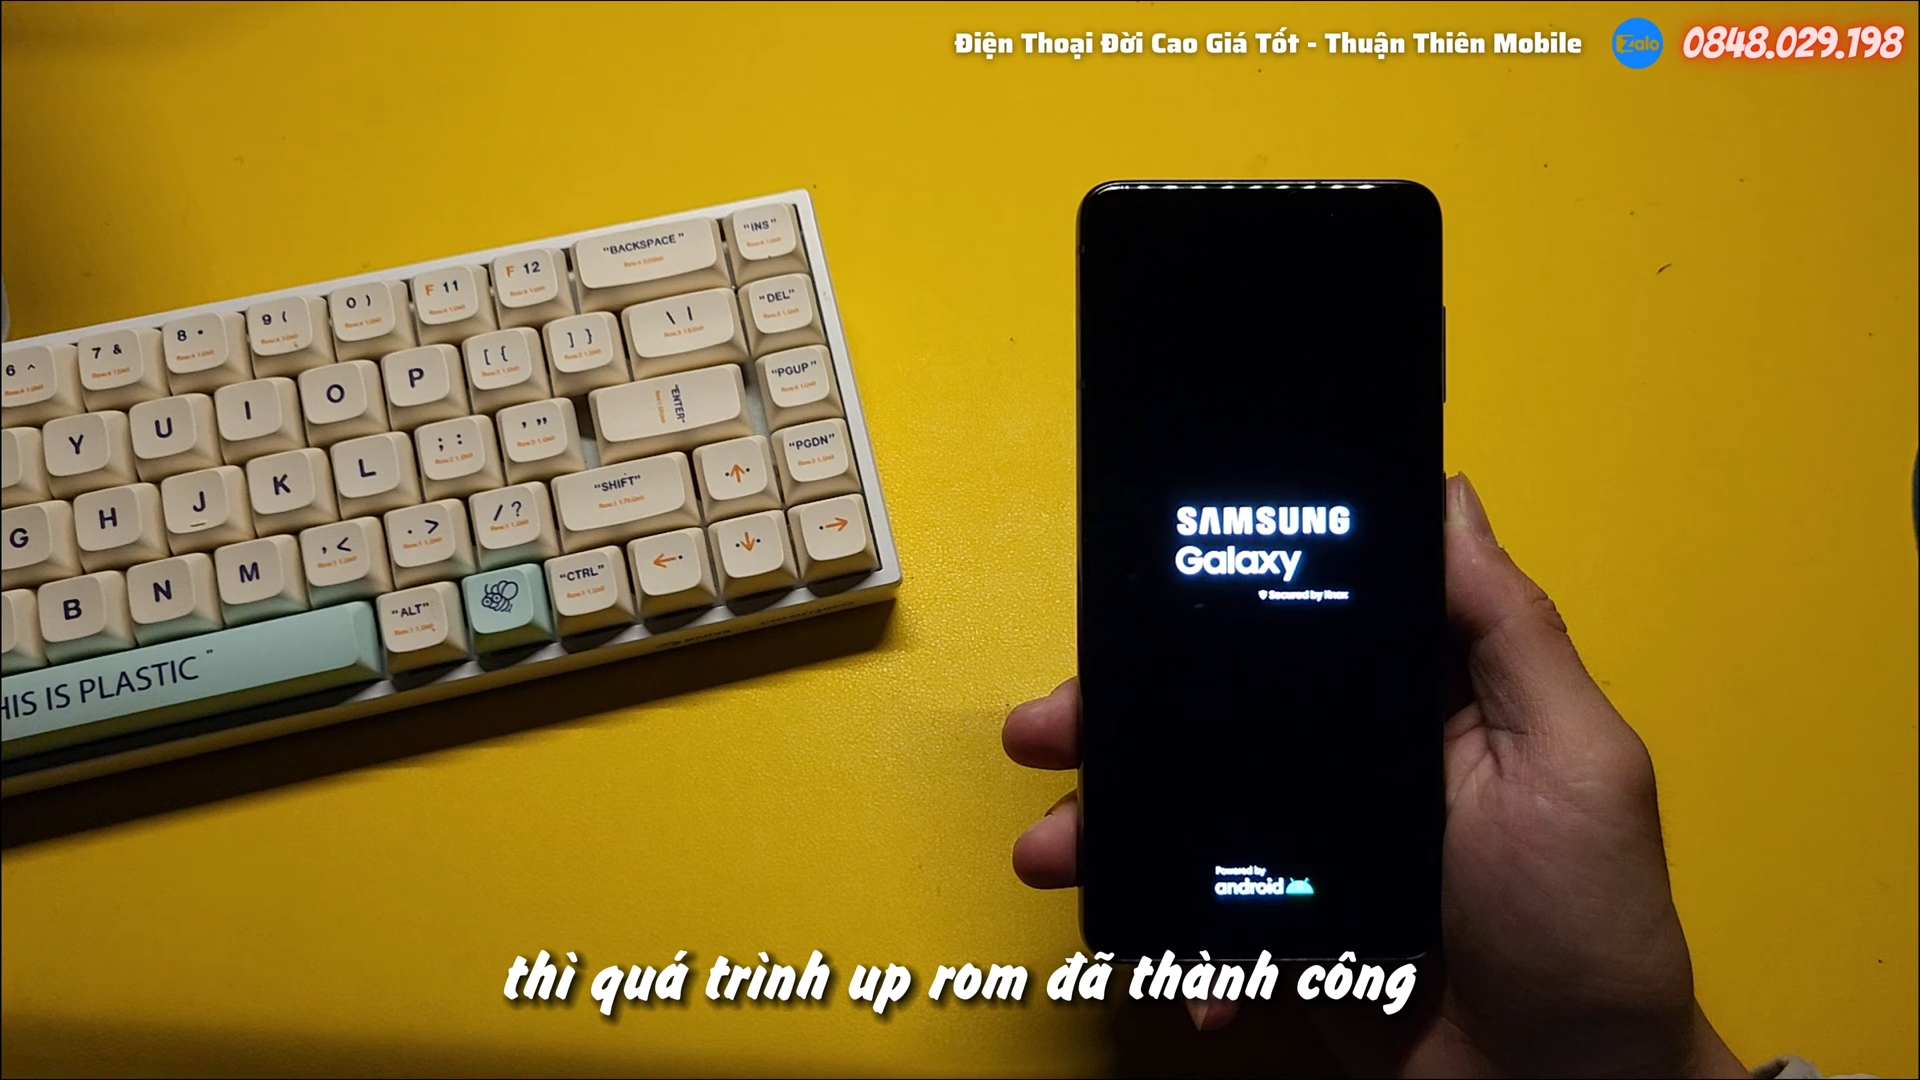 Điện Thoại Đời Cao Giá Tốt - Thuận Thiên Mobile
Zalo
0848.029.198
"BACKSPACE" "INS"
6 ^ 7 & 8 * 9 ( 0 ) F 11 F 12
Y U I O P [ { ] } \ | "DEL"
G H J K L ; : ' " "ENTER" "PGUP"
B N M , < . > / ? "SHIFT" "PGDN"
HIS IS PLASTIC "
"ALT" "CTRL"
SAMSUNG
Galaxy
Secured by Knox
Powered by
android
thì quá trình up rom đã thành công